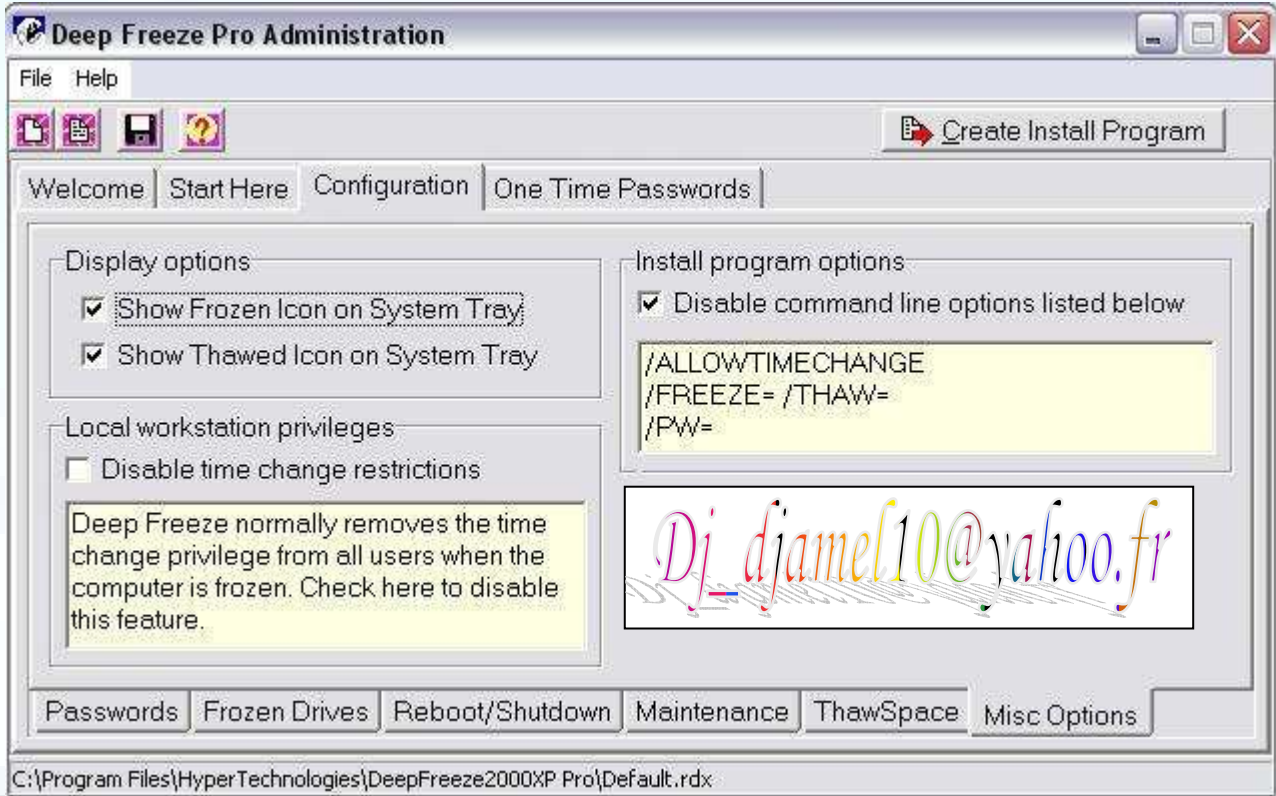 Deep Freeze Pro Administration
File Help
Create Install Program
Welcome Start Here Configuration One Time Passwords
Display options
Show Frozen Icon on System Tray
Show Thawed Icon on System Tray
Local workstation privileges
Disable time change restrictions
Deep Freeze normally removes the time
change privilege from all users when the
computer is frozen. Check here to disable
this feature.
Install program options
Disable command line options listed below
/ALLOWTIMECHANGE
/FREEZE= /THAW=
/PW=
Dj_djamel10@yahoo.fr
Passwords Frozen Drives Reboot/Shutdown Maintenance ThawSpace Misc Options
C:\Program Files\HyperTechnologies\DeepFreeze2000XP Pro\Default.rdx